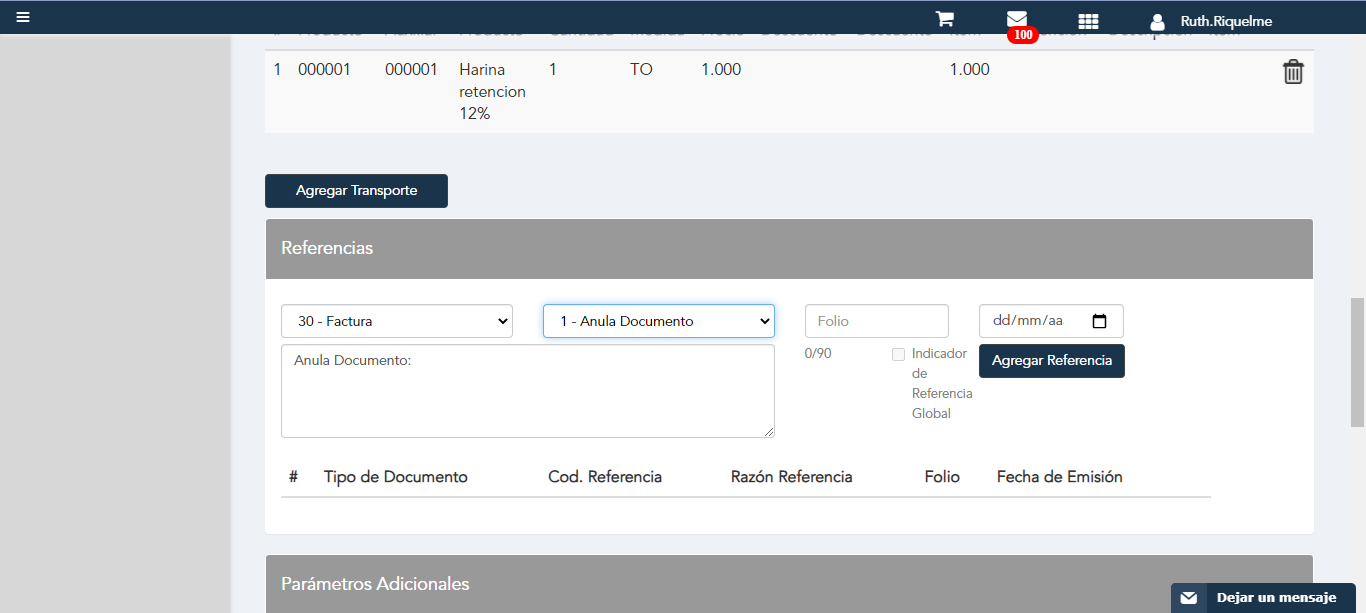 Ruth.Riquelme
100
1 000001 000001 Harina 1 TO 1.000 1.000
retencion
12%
Agregar Transporte
Referencias
30 - Factura 1 - Anula Documento Folio dd/mm/aa
Anula Documento: 0/90 Indicador Agregar Referencia
de
Referencia
Global
# Tipo de Documento Cod. Referencia Razón Referencia Folio Fecha de Emisión
Parámetros Adicionales
Dejar un mensaje